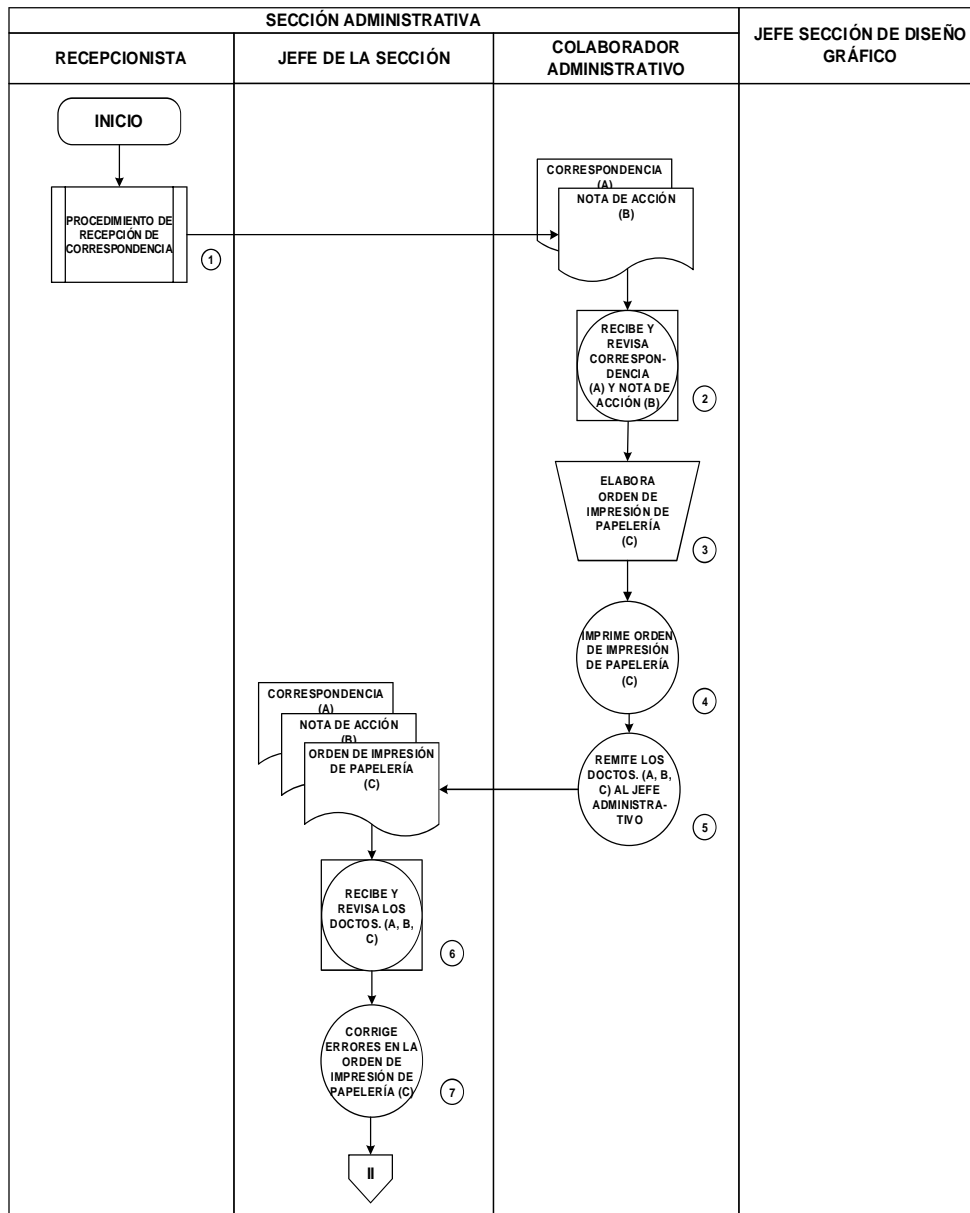 SECCIÓN ADMINISTRATIVA
JEFE SECCIÓN DE DISEÑO
GRÁFICO
RECEPCIONISTA
JEFE DE LA SECCIÓN
COLABORADOR
ADMINISTRATIVO
INICIO
PROCEDIMIENTO DE
RECEPCIÓN DE
CORRESPONDENCIA
1
CORRESPONDENCIA
(A)
NOTA DE ACCIÓN
(B)
RECIBE Y
REVISA
CORRESPON-
DENCIA
(A) Y NOTA DE
ACCIÓN (B)
2
ELABORA
ORDEN DE
IMPRESIÓN DE
PAPELERÍA
(C)
3
IMPRIME ORDEN
DE IMPRESIÓN
DE PAPELERÍA
(C)
4
REMITE LOS
DOCTOS. (A, B,
C) AL JEFE
ADMINISTRA-
TIVO
5
CORRESPONDENCIA
(A)
NOTA DE ACCIÓN
(B)
ORDEN DE IMPRESIÓN
DE PAPELERÍA
(C)
RECIBE Y
REVISA LOS
DOCTOS. (A, B,
C)
6
CORRIGE
ERRORES EN LA
ORDEN DE
IMPRESIÓN DE
PAPELERÍA (C)
7
II